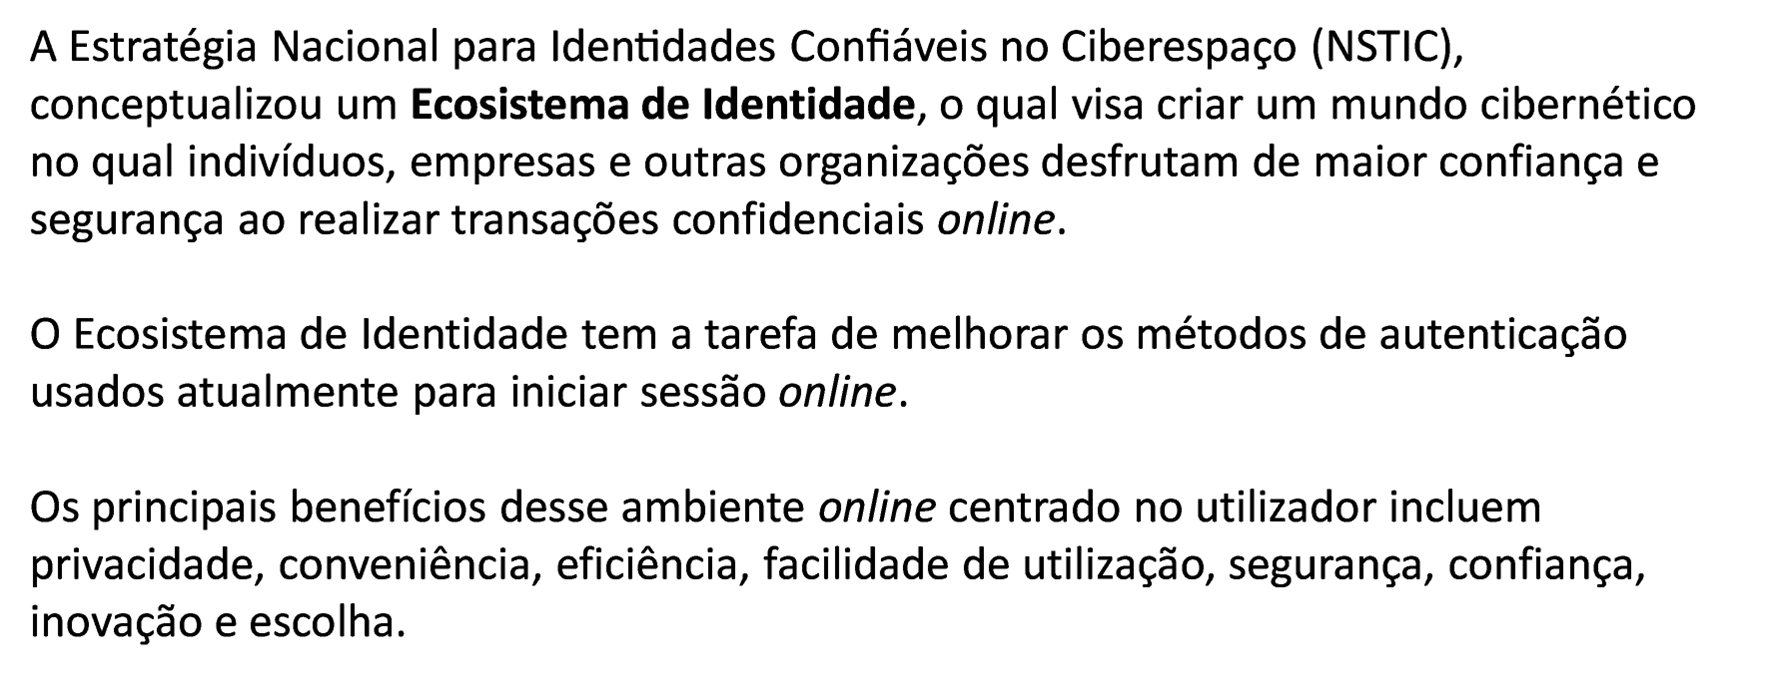 A Estratégia Nacional para Identidades Confiáveis no Ciberespaço (NSTIC),
conceptualizou um Ecosistema de Identidade, o qual visa criar um mundo cibernético
no qual indivíduos, empresas e outras organizações desfrutam de maior confiança e
segurança ao realizar transações confidenciais online.
O Ecosistema de Identidade tem a tarefa de melhorar os métodos de autenticação
usados atualmente para iniciar sessão online.
Os principais benefícios desse ambiente online centrado no utilizador incluem
privacidade, conveniência, eficiência, facilidade de utilização, segurança, confiança,
inovação e escolha.